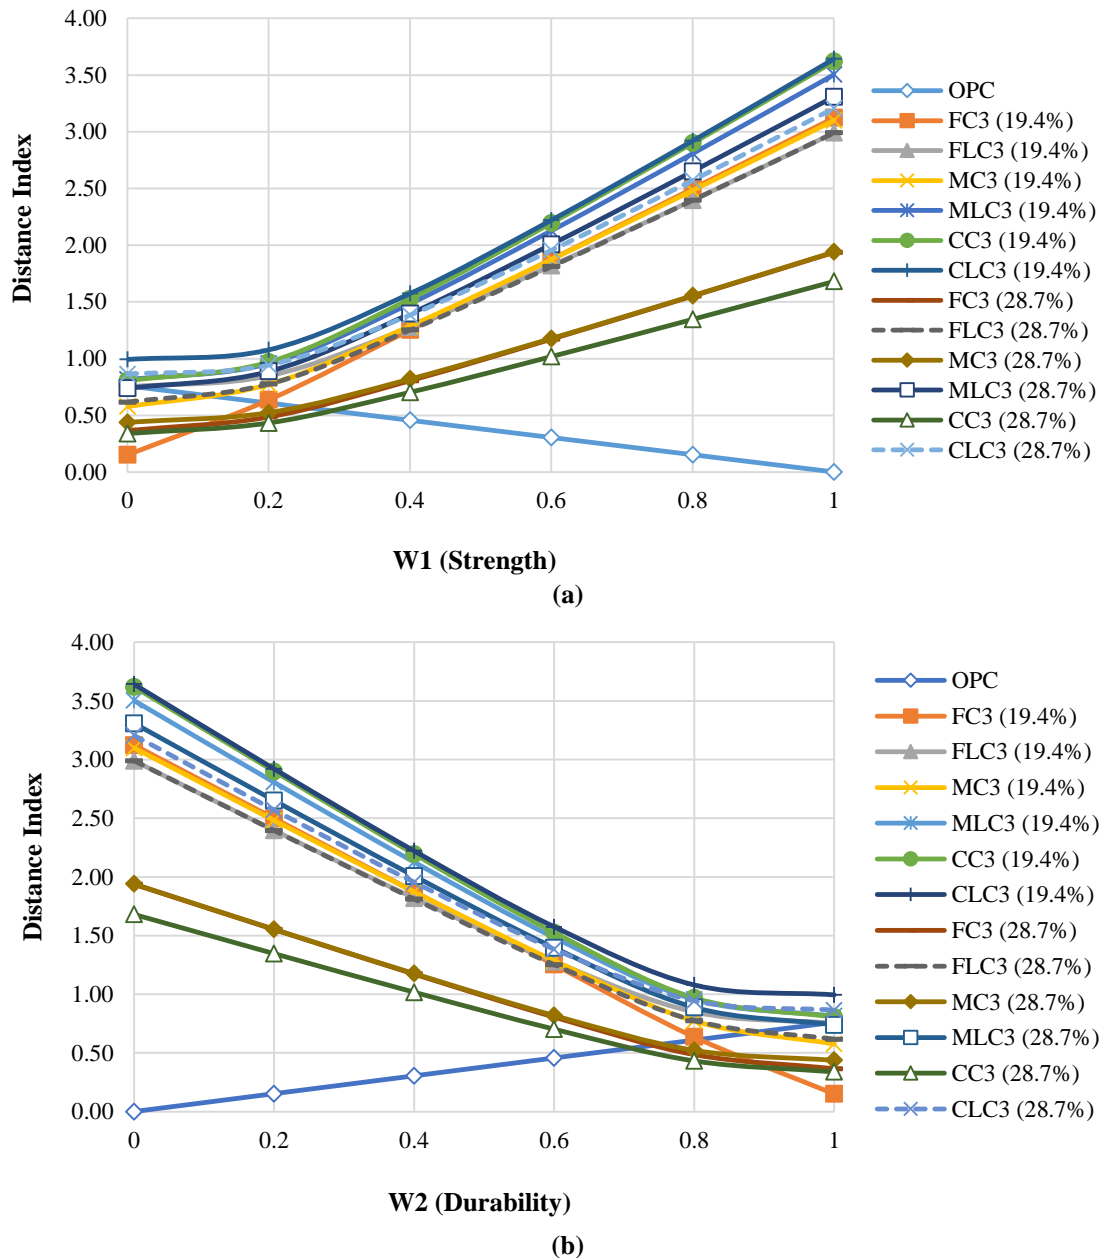 4.00
3.50
3.00
2.50
2.00
1.50
1.00
0.50
0.00
Distance Index
0 0.2 0.4 0.6 0.8 1
W1 (Strength)
OPC
FC3 (19.4%)
FLC3 (19.4%)
MC3 (19.4%)
MLC3 (19.4%)
CC3 (19.4%)
CLC3 (19.4%)
FC3 (28.7%)
FLC3 (28.7%)
MC3 (28.7%)
MLC3 (28.7%)
CC3 (28.7%)
CLC3 (28.7%)
(a)
4.00
3.50
3.00
2.50
2.00
1.50
1.00
0.50
0.00
Distance Index
0 0.2 0.4 0.6 0.8 1
W2 (Durability)
OPC
FC3 (19.4%)
FLC3 (19.4%)
MC3 (19.4%)
MLC3 (19.4%)
CC3 (19.4%)
CLC3 (19.4%)
FC3 (28.7%)
FLC3 (28.7%)
MC3 (28.7%)
MLC3 (28.7%)
CC3 (28.7%)
CLC3 (28.7%)
(b)